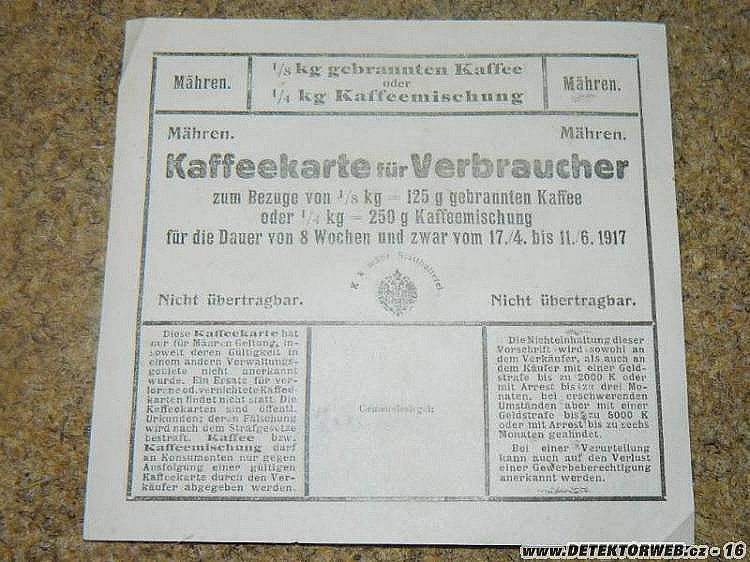 Mähren.
1/8 kg gebrannten Kaffee
oder
1/4 kg Kaffeemischung
Mähren.
Mähren.
Mähren.
Kaffeekarte für Verbraucher
zum Bezuge von 1/8 kg = 125 g gebrannten Kaffee
oder 1/4 kg = 250 g Kaffeemischung
für die Dauer von 8 Wochen und zwar vom 17./4. bis 11./6. 1917
K. k. mähr. Statthalterei.
Nicht übertragbar.
Nicht übertragbar.
Diese Kaffeekarte hat
nur für Mähren Geltung, in-
soweit deren Gültigkeit in
einem andern Verwaltungs-
gebiete nicht anerkannt
wurde. Ein Ersatz für ver-
lorene od. vernichtete Kaffee-
karten findet nicht statt. Die
Kaffeekarten sind öffentl.
Urkunden; deren Fälschung
wird nach dem Strafgesetze
bestraft. Kaffee bzw.
Kaffeemischung darf
an Konsumenten nur gegen
Ausfolgung einer gültigen
Kaffeekarte durch den Ver-
käufer abgegeben werden.
Gemeindesiegel:
Die Nichteinhaltung dieser
Vorschrift wird sowohl an
dem Verkäufer, als auch an
dem Käufer mit einer Geld-
strafe bis zu 2000 K oder
mit Arrest bis zu drei Mo-
naten, bei erschwerenden
Umständen aber mit einer
Geldstrafe bis zu 5000 K
oder mit Arrest bis zu sechs
Monaten geahndet.
Bei einer Verurteilung
kann auch auf den Verlust
einer Gewerbeberechtigung
anerkannt werden.
www.DETEKTORWEB.cz - 16